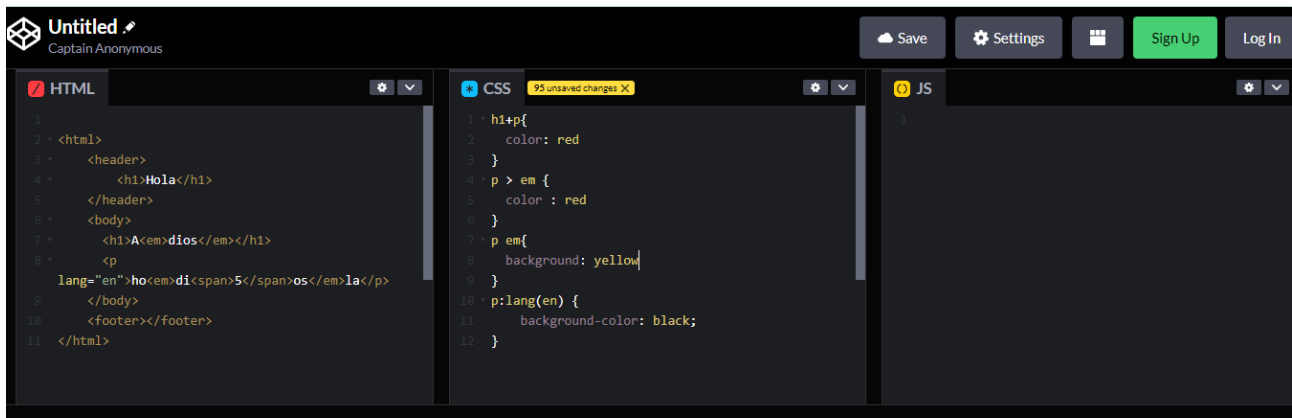 Untitled
Captain Anonymous
Save
Settings
Sign Up
Log In
HTML
1
2 <html>
3 <header>
4 <h1>Hola</h1>
5 </header>
6 <body>
7 <h1>A<em>dios</em></h1>
8 <p
lang="en">ho<em>di<span>5</span>os</em>la</p>
9 </body>
10 <footer></footer>
11 </html>
CSS 95 unsaved changes X
1 h1+p{
2 color: red
3 }
4 p > em {
5 color : red
6 }
7 p em{
8 background: yellow
9 }
10 p:lang(en) {
11 background-color: black;
12 }
JS
1